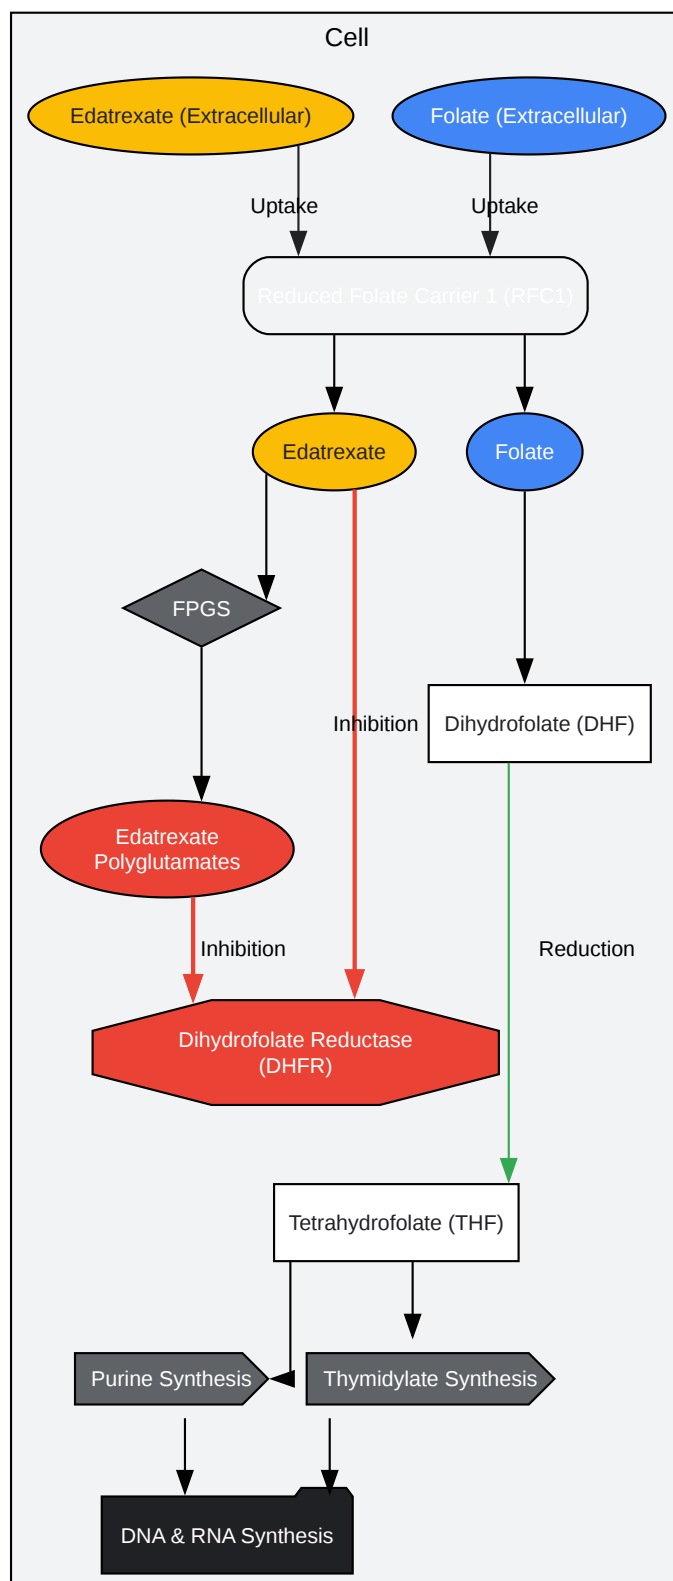 Cell
Edatrexate (Extracellular)
Folate (Extracellular)
Uptake
Uptake
Reduced Folate Carrier 1 (RFC1)
Edatrexate
Folate
FPGS
Inhibition
Dihydrofolate (DHF)
Edatrexate
Polyglutamates
Inhibition
Reduction
Dihydrofolate Reductase
(DHFR)
Tetrahydrofolate (THF)
Purine Synthesis
Thymidylate Synthesis
DNA & RNA Synthesis